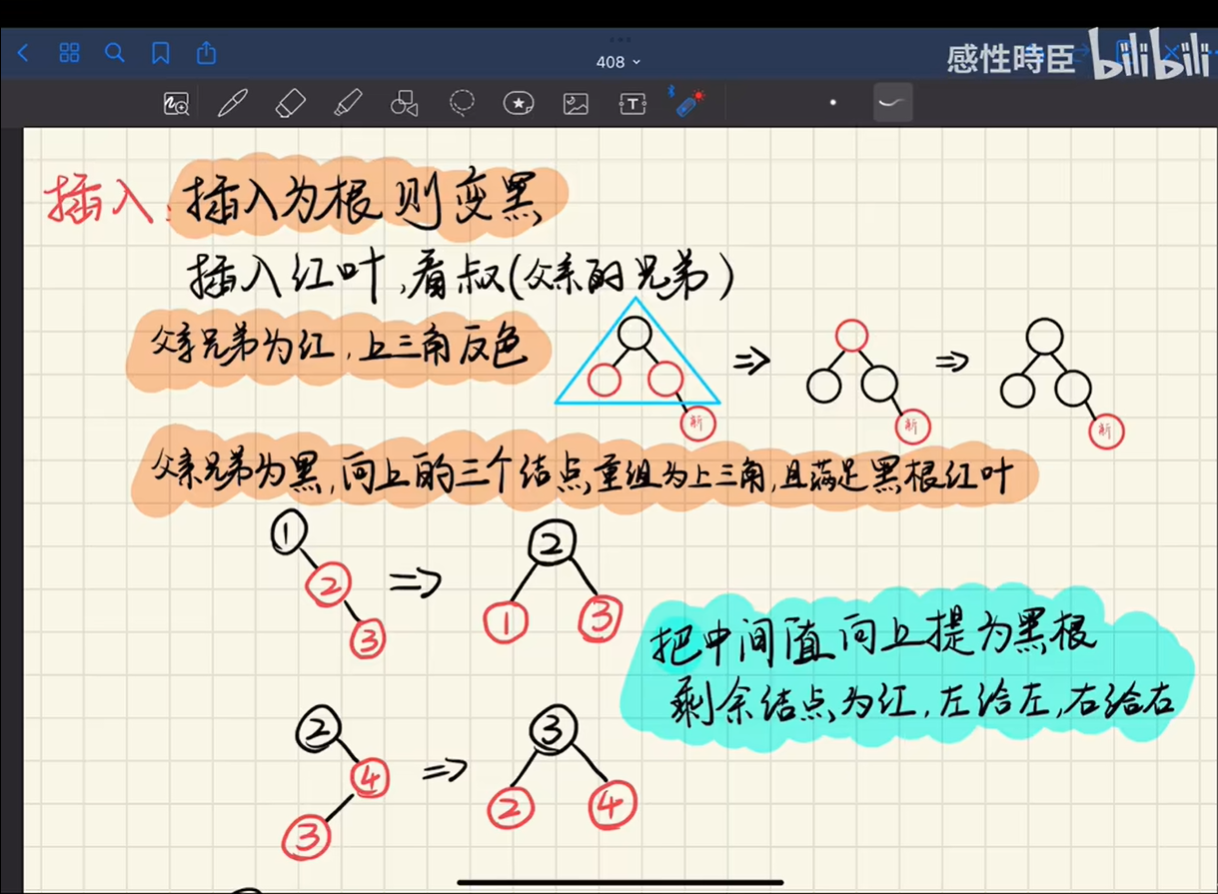 408
感性時臣 bilibili
插入: 插入为根则变黑
插入红叶,看叔(父亲的兄弟)
父亲兄弟为红,上三角反色
新
新
新
父亲兄弟为黑,向上的三个结点重组为上三角,且满足黑根红叶
① ② ③ ⇒ ② ① ③
把中间值向上提为黑根
剩余结点为红,左给左,右给右
② ④ ③ ⇒ ③ ② ④